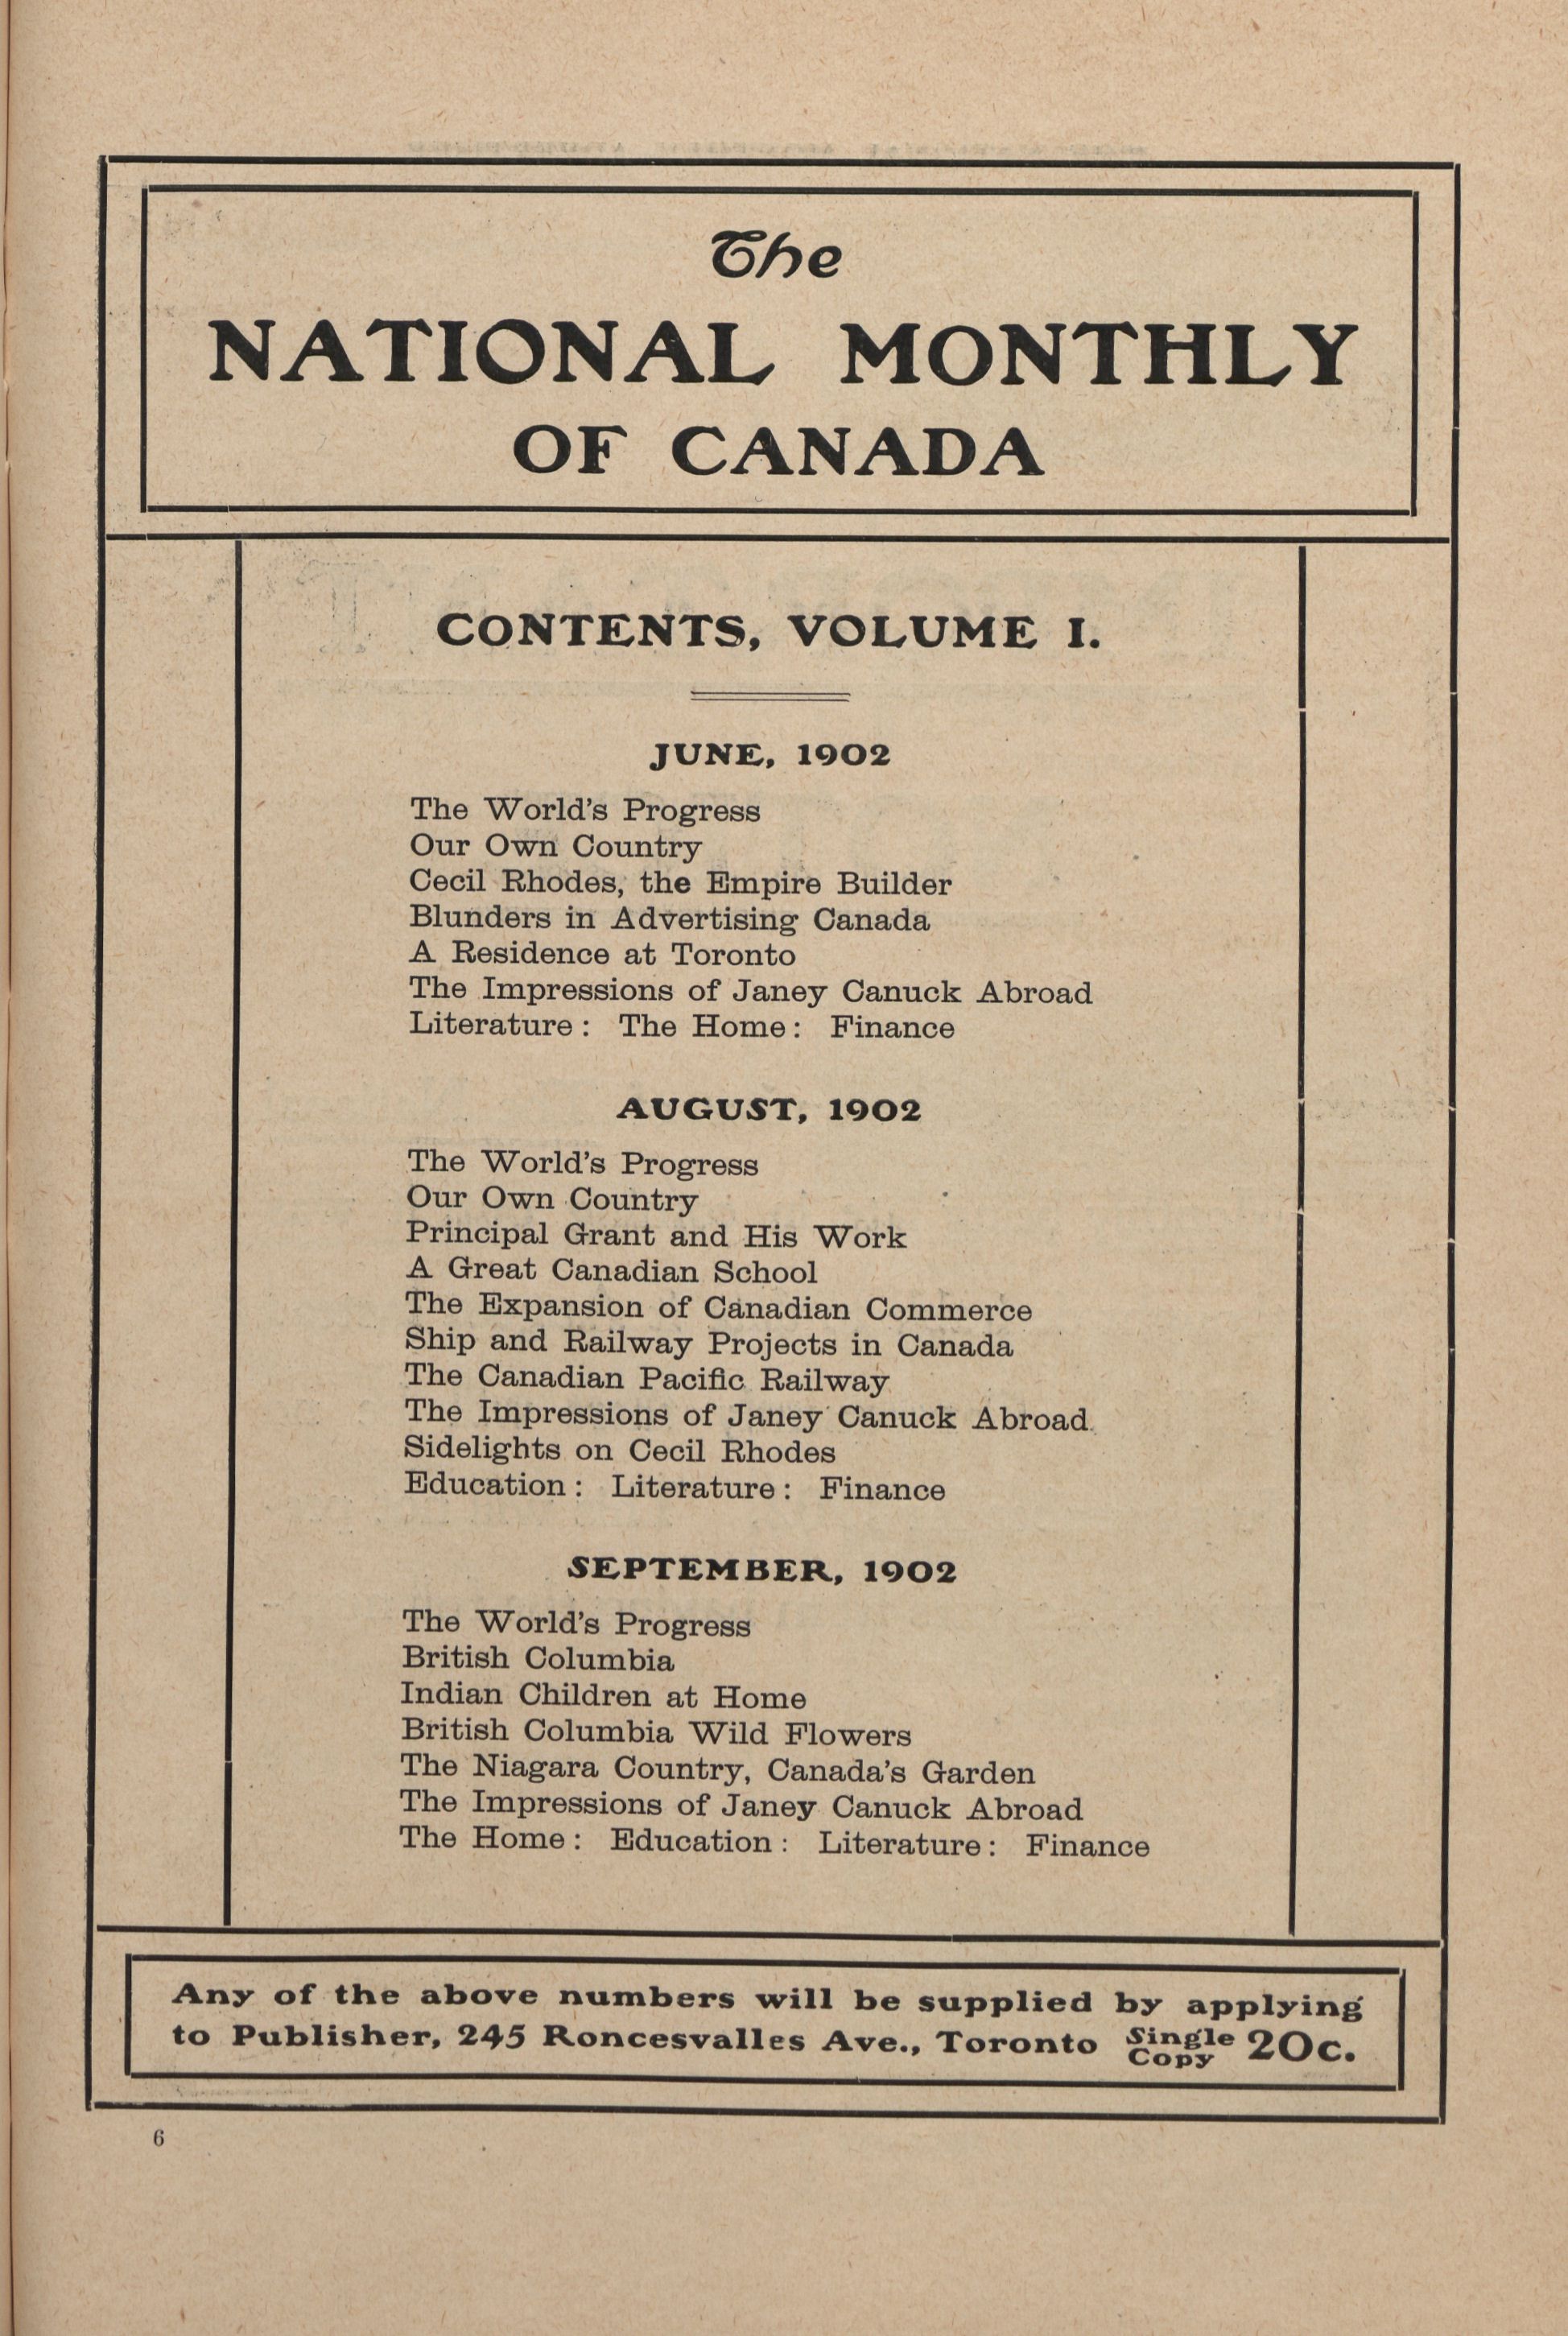 The
NATIONAL MONTHLY
OF CANADA
CONTENTS, VOLUME I.
JUNE, 1902
The World's Progress
Our Own Country
Cecil Rhodes, the Empire Builder
Blunders in Advertising Canada
A Residence at Toronto
The Impressions of Janey Canuck Abroad
Literature : The Home : Finance
AUGUST, 1902
The World's Progress
Our Own Country
Principal Grant and His Work
A Great Canadian School
The Expansion of Canadian Commerce
Ship and Railway Projects in Canada
The Canadian Pacific Railway
The Impressions of Janey Canuck Abroad
Sidelights on Cecil Rhodes
Education : Literature : Finance
SEPTEMBER, 1902
The World's Progress
British Columbia
Indian Children at Home
British Columbia Wild Flowers
The Niagara Country, Canada's Garden
The Impressions of Janey Canuck Abroad
The Home : Education : Literature : Finance
Any of the above numbers will be supplied by applying
to Publisher, 245 Roncesvalles Ave., Toronto Single Copy 20c.
6